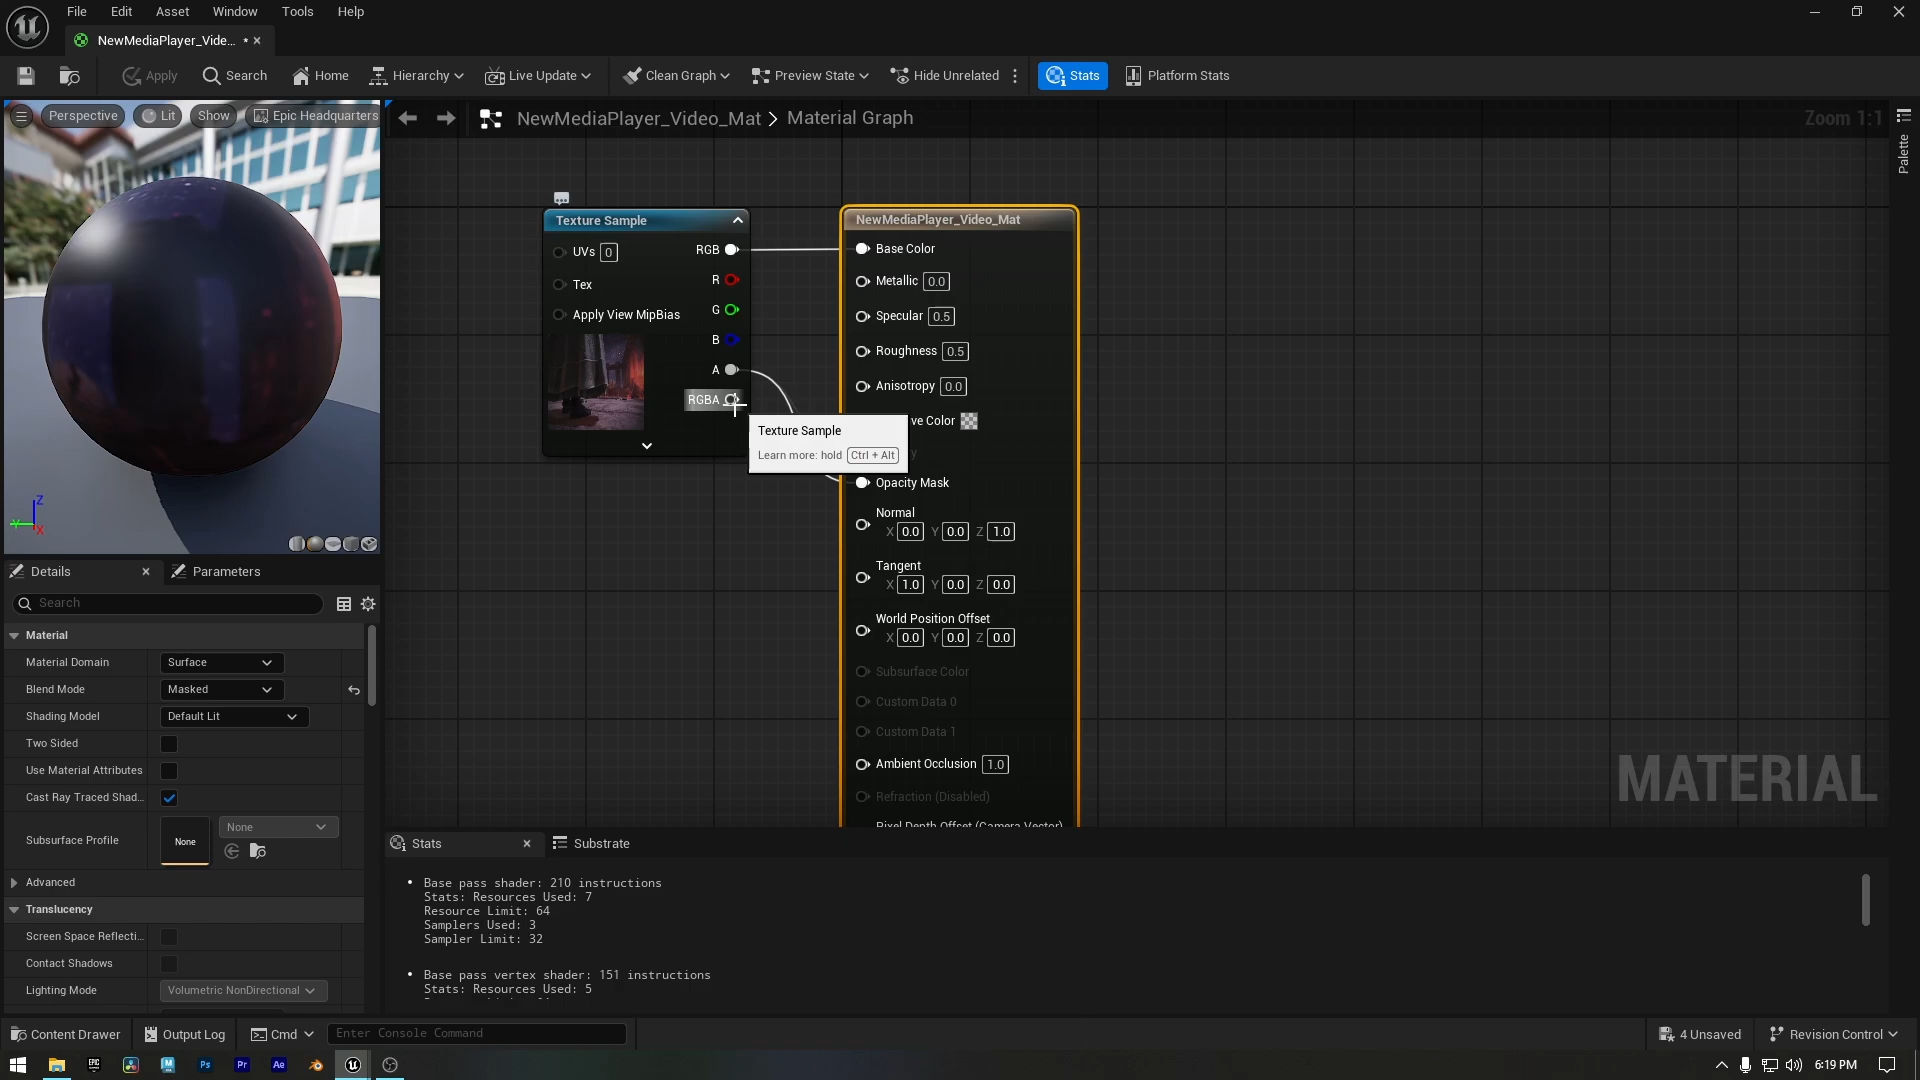 File Edit Asset Window Tools Help
NewMediaPlayer_Vide... •
Apply Search Home Hierarchy Live Update Clean Graph Preview State Hide Unrelated Stats Platform Stats
Perspective Lit Show Epic Headquarters
NewMediaPlayer_Video_Mat > Material Graph
Zoom 1:1
Palette
Texture Sample
UVs 0
Tex
Apply View MipBias
RGB
R
G
B
A
RGBA
Texture Sample
Learn more: hold Ctrl + Alt
NewMediaPlayer_Video_Mat
Base Color
Metallic 0.0
Specular 0.5
Roughness 0.5
Anisotropy 0.0
ve Color
y
Opacity Mask
Normal
X 0.0 Y 0.0 Z 1.0
Tangent
X 1.0 Y 0.0 Z 0.0
World Position Offset
X 0.0 Y 0.0 Z 0.0
Subsurface Color
Custom Data 0
Custom Data 1
Ambient Occlusion 1.0
Refraction (Disabled)
Pixel Depth Offset (Camera Vector)
MATERIAL
Z
Y
X
Details Parameters
Search
Material
Material Domain Surface
Blend Mode Masked
Shading Model Default Lit
Two Sided
Use Material Attributes
Cast Ray Traced Shad...
Subsurface Profile None None
Advanced
Translucency
Screen Space Reflecti...
Contact Shadows
Lighting Mode Volumetric NonDirectional
Stats Substrate
• Base pass shader: 210 instructions
Stats: Resources Used: 7
Resource Limit: 64
Samplers Used: 3
Sampler Limit: 32
• Base pass vertex shader: 151 instructions
Stats: Resources Used: 5
Content Drawer Output Log Cmd Enter Console Command 4 Unsaved Revision Control
EPIC Ps Pr Ae 6:19 PM